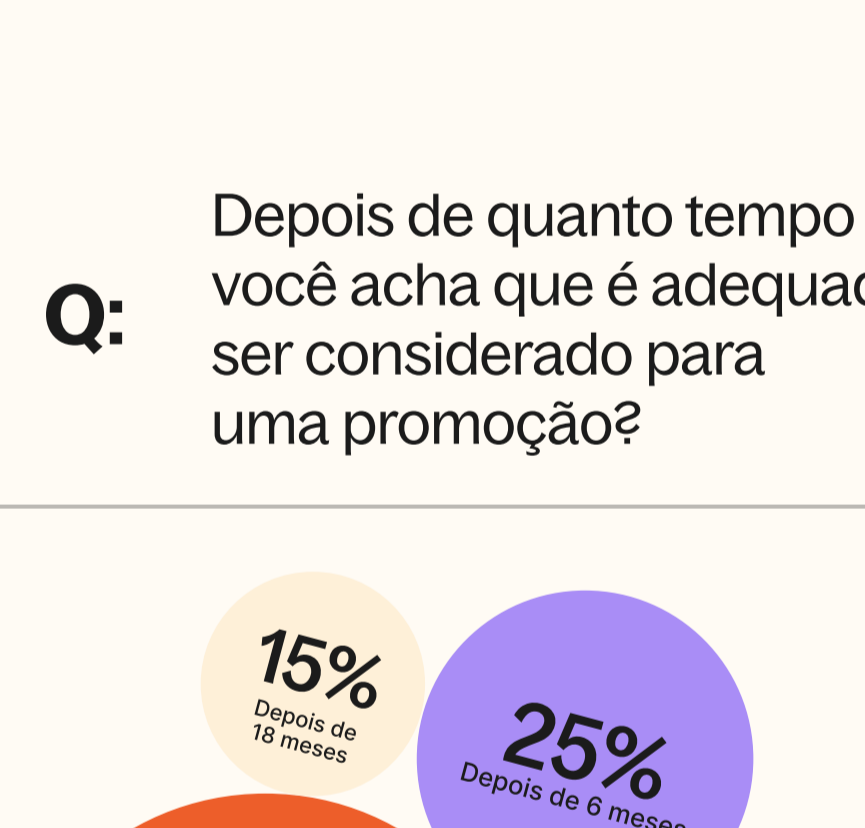 Q:
Depois de quanto tempo
você acha que é adequad
ser considerado para
uma promoção?
15%
Depois de
18 meses
25%
Depois de 6 meses